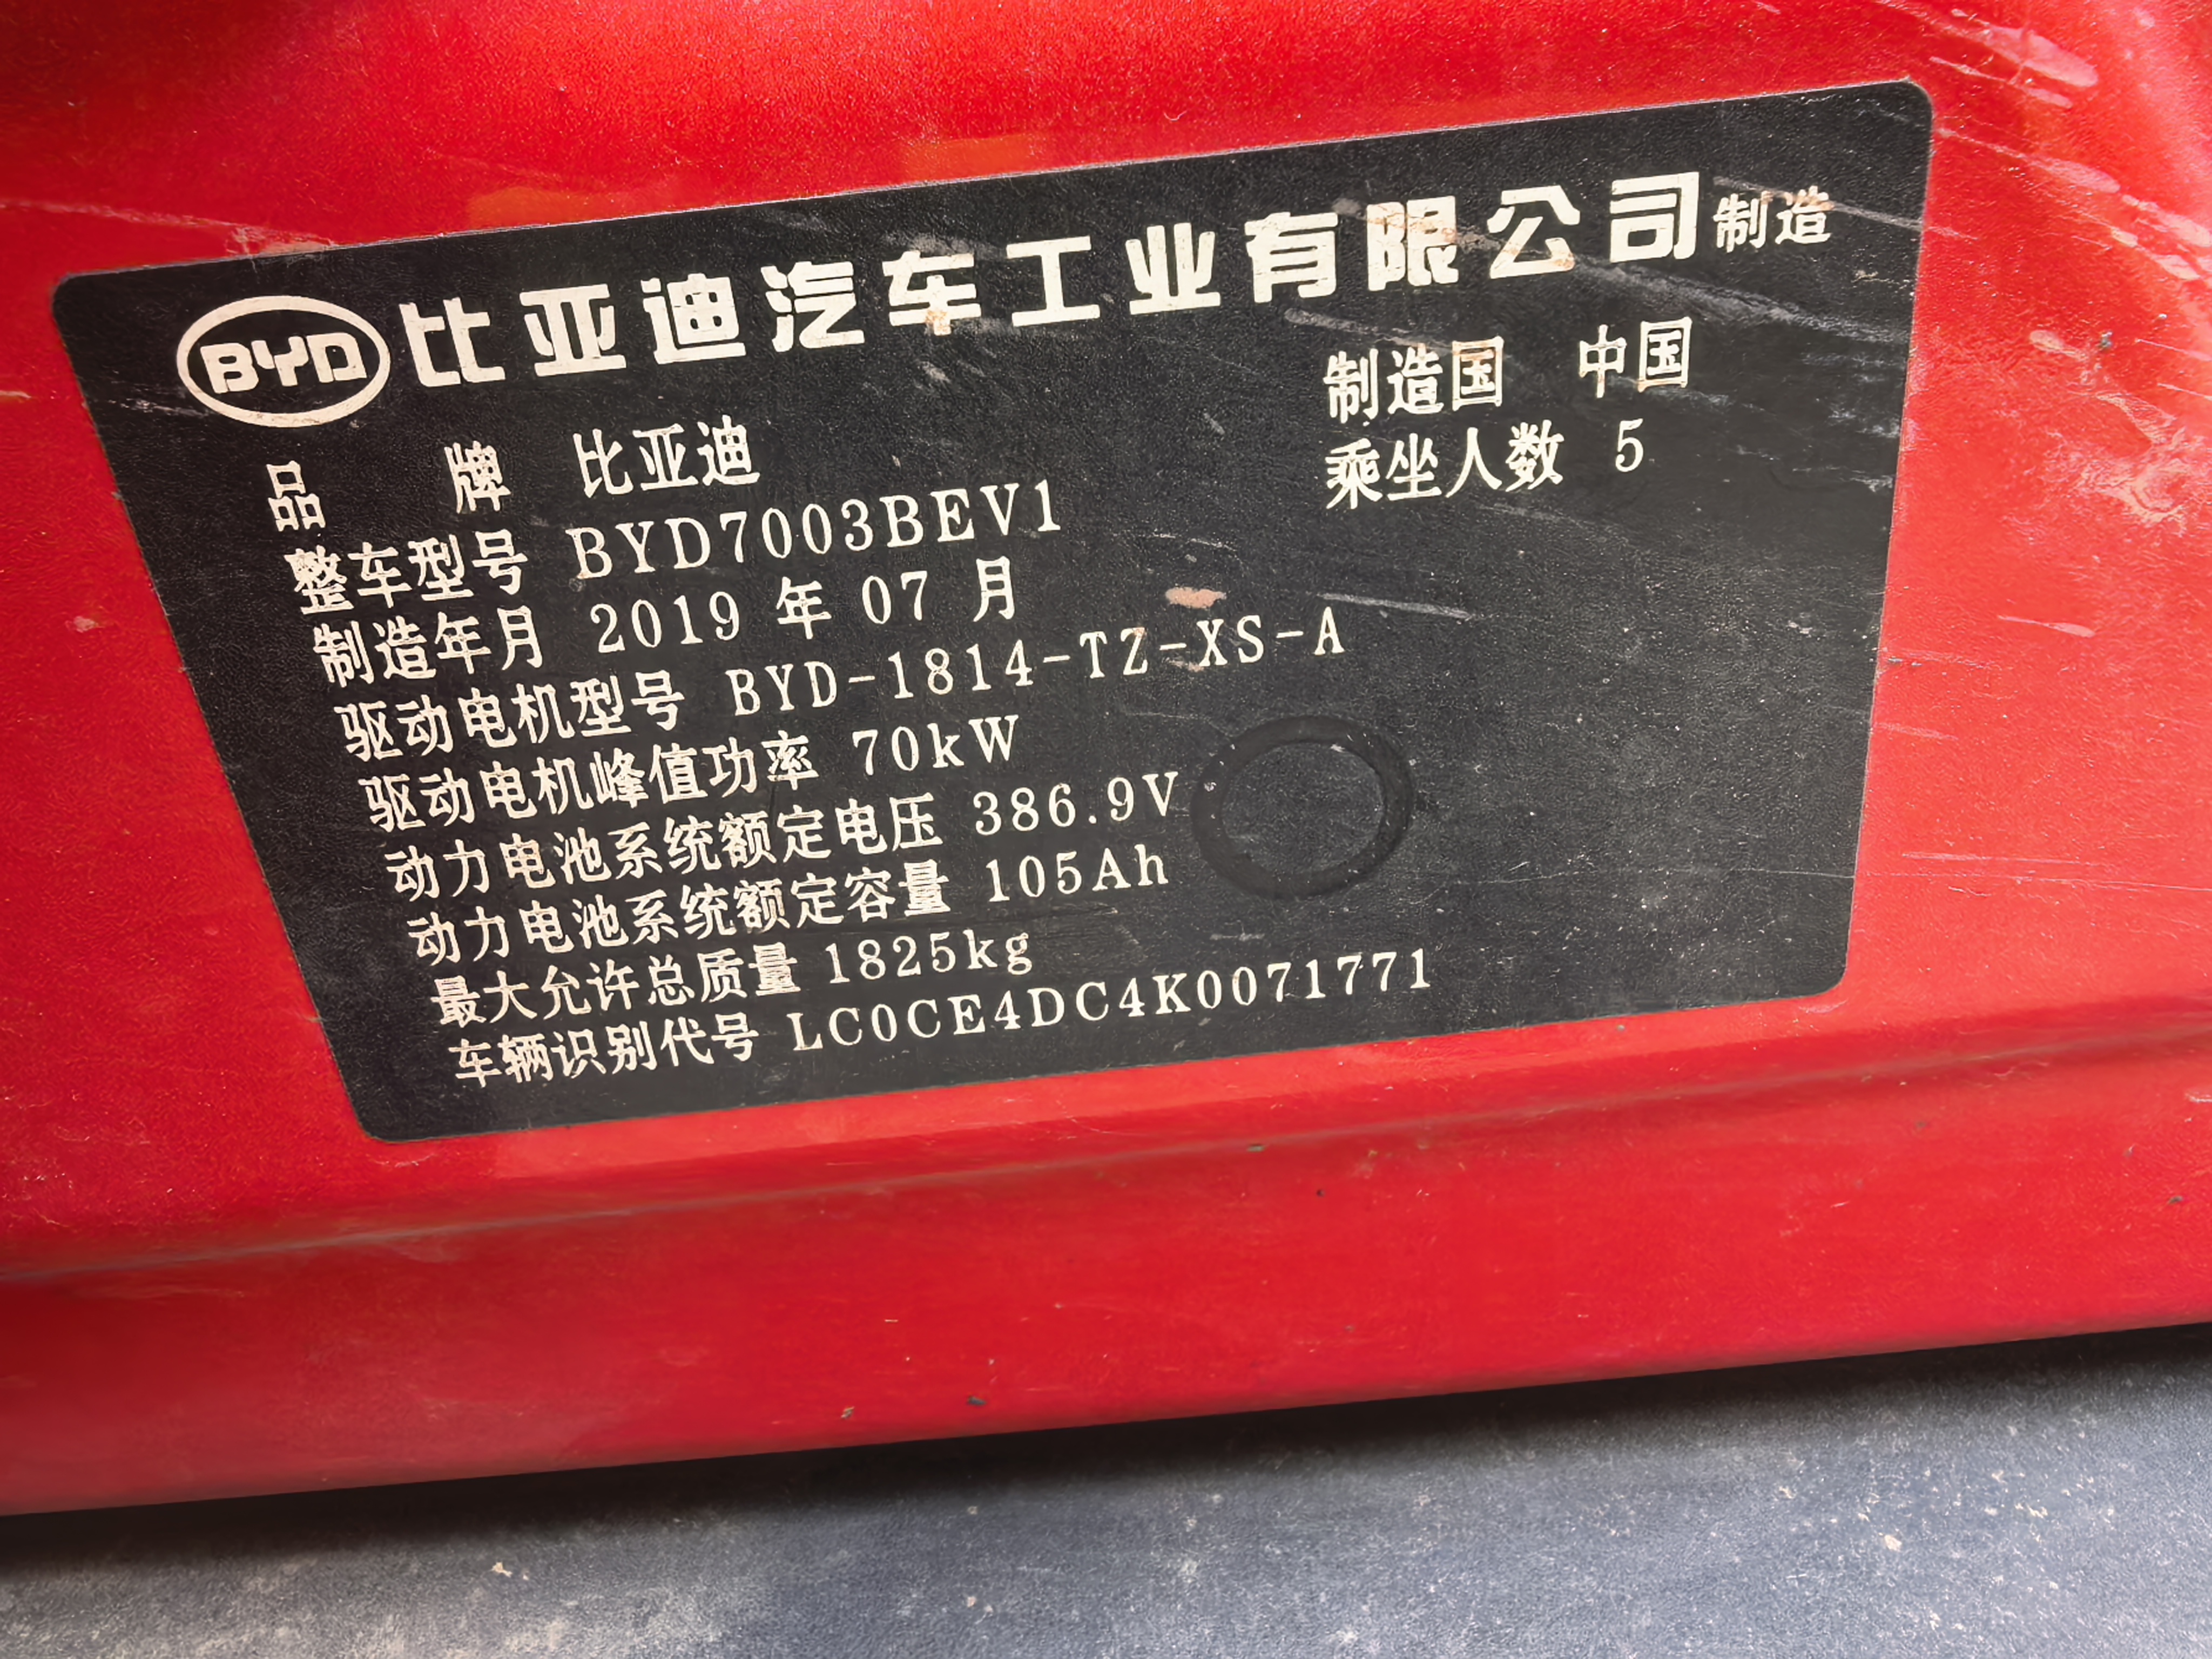 BYD 比亚迪汽车工业有限公司制造
品 牌 比亚迪 制造国 中国
整车型号 BYD7003BEV1 乘坐人数 5
制造年月 2019 年 07 月
驱动电机型号 BYD-1814-TZ-XS-A
驱动电机峰值功率 70kW
动力电池系统额定电压 386.9V
动力电池系统额定容量 105Ah
最大允许总质量 1825kg
车辆识别代号 LC0CE4DC4K0071771